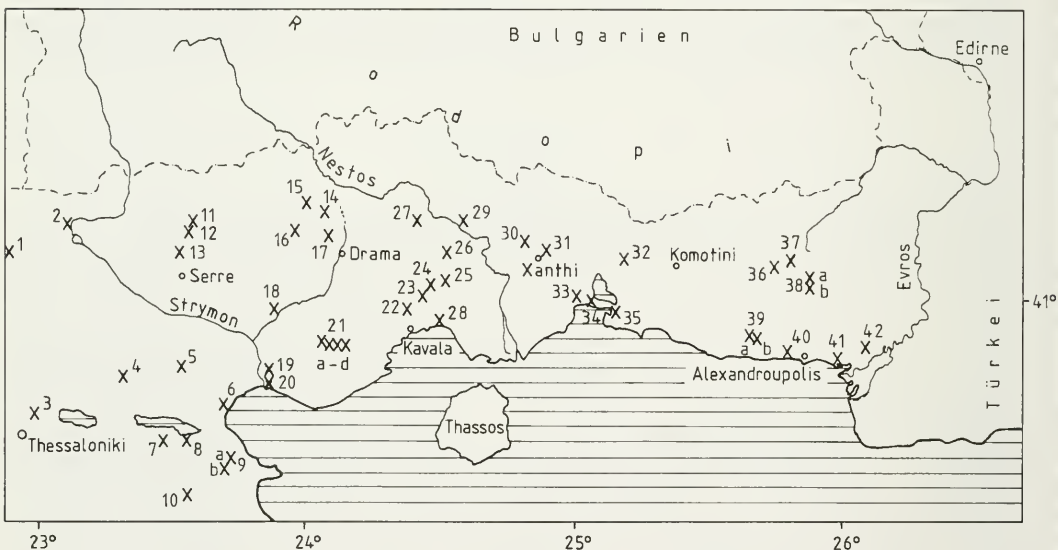 R o d o p i
Bulgarien
Edirne
Nestos
15
14
2
11
12
13
16
17
27
29
30
31
32
1
Serre
Drama
26
Xanthi
Komotini
37
36
a
38
b
Evros
41°
Strymon
18
24
25
23
22
28
33
34
35
21
a-d
Kavala
39
a
b
40
41
42
Alexandroupolis
Türkei
5
4
19
20
6
3
Thessaloniki
7
8
a
9
b
10
Thassos
23°
24°
25°
26°